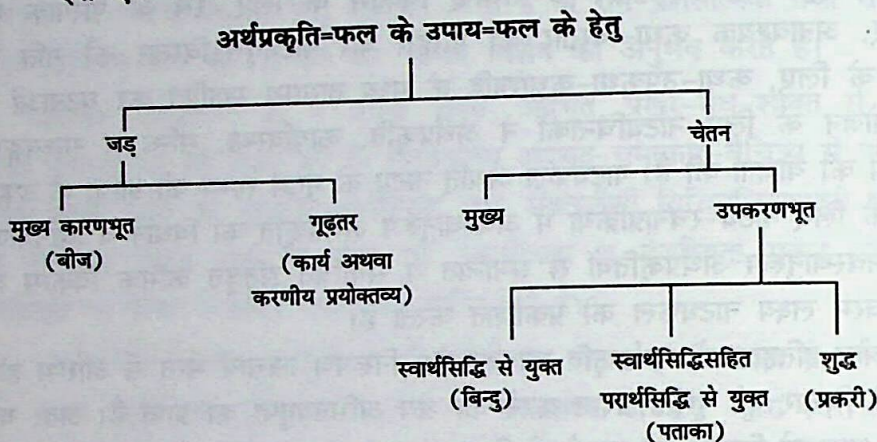 अर्थप्रकृति=फल के उपाय=फल के हेतु
जड़ चेतन
मुख्य कारणभूत गूढ़तर मुख्य उपकरणभूत
(बीज) (कार्य अथवा
करणीय प्रयोक्तव्य)
स्वार्थसिद्धि से युक्त स्वार्थसिद्धिसहित शुद्ध
(बिन्दु) परार्थसिद्धि से युक्त (प्रकरी)
(पताका)